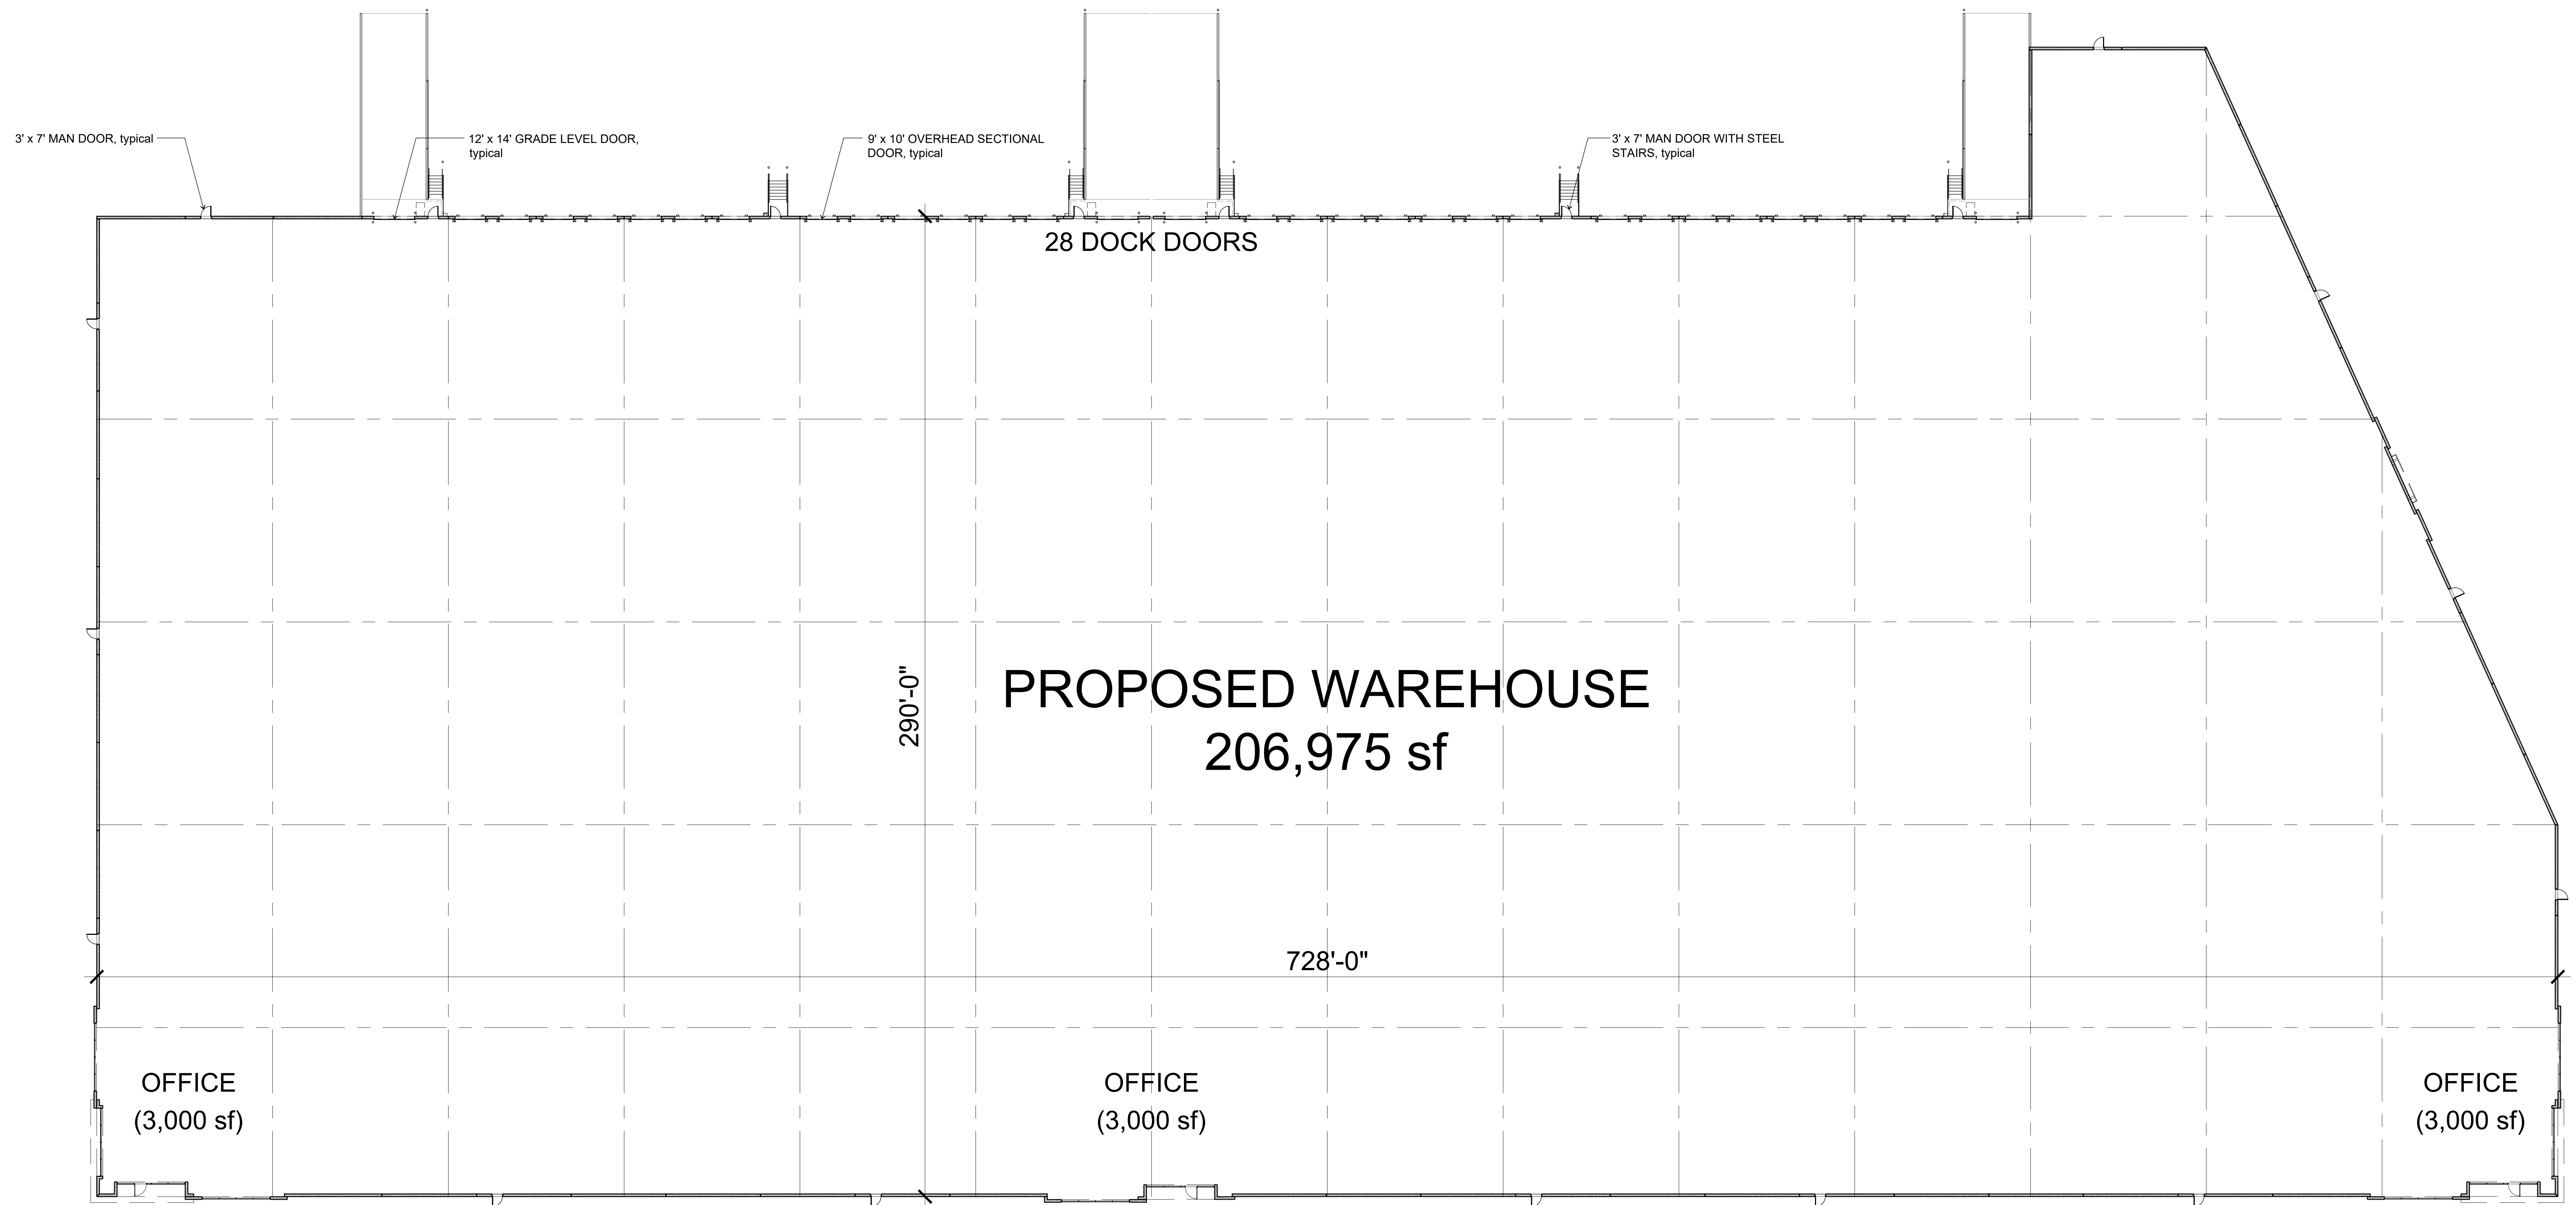 3' x 7' MAN DOOR, typical
12' x 14' GRADE LEVEL DOOR,
typical
9' x 10' OVERHEAD SECTIONAL
DOOR, typical
3' x 7' MAN DOOR WITH STEEL
STAIRS, typical
28 DOCK DOORS
290'-0"
PROPOSED WAREHOUSE
206,975 sf
728'-0"
OFFICE
(3,000 sf)
OFFICE
(3,000 sf)
OFFICE
(3,000 sf)